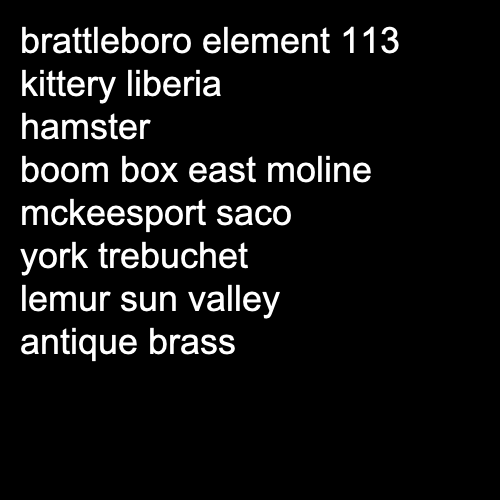 brattleboro element 113
kittery liberia
hamster
boom box east moline
mckeesport saco
york trebuchet
lemur sun valley
antique brass